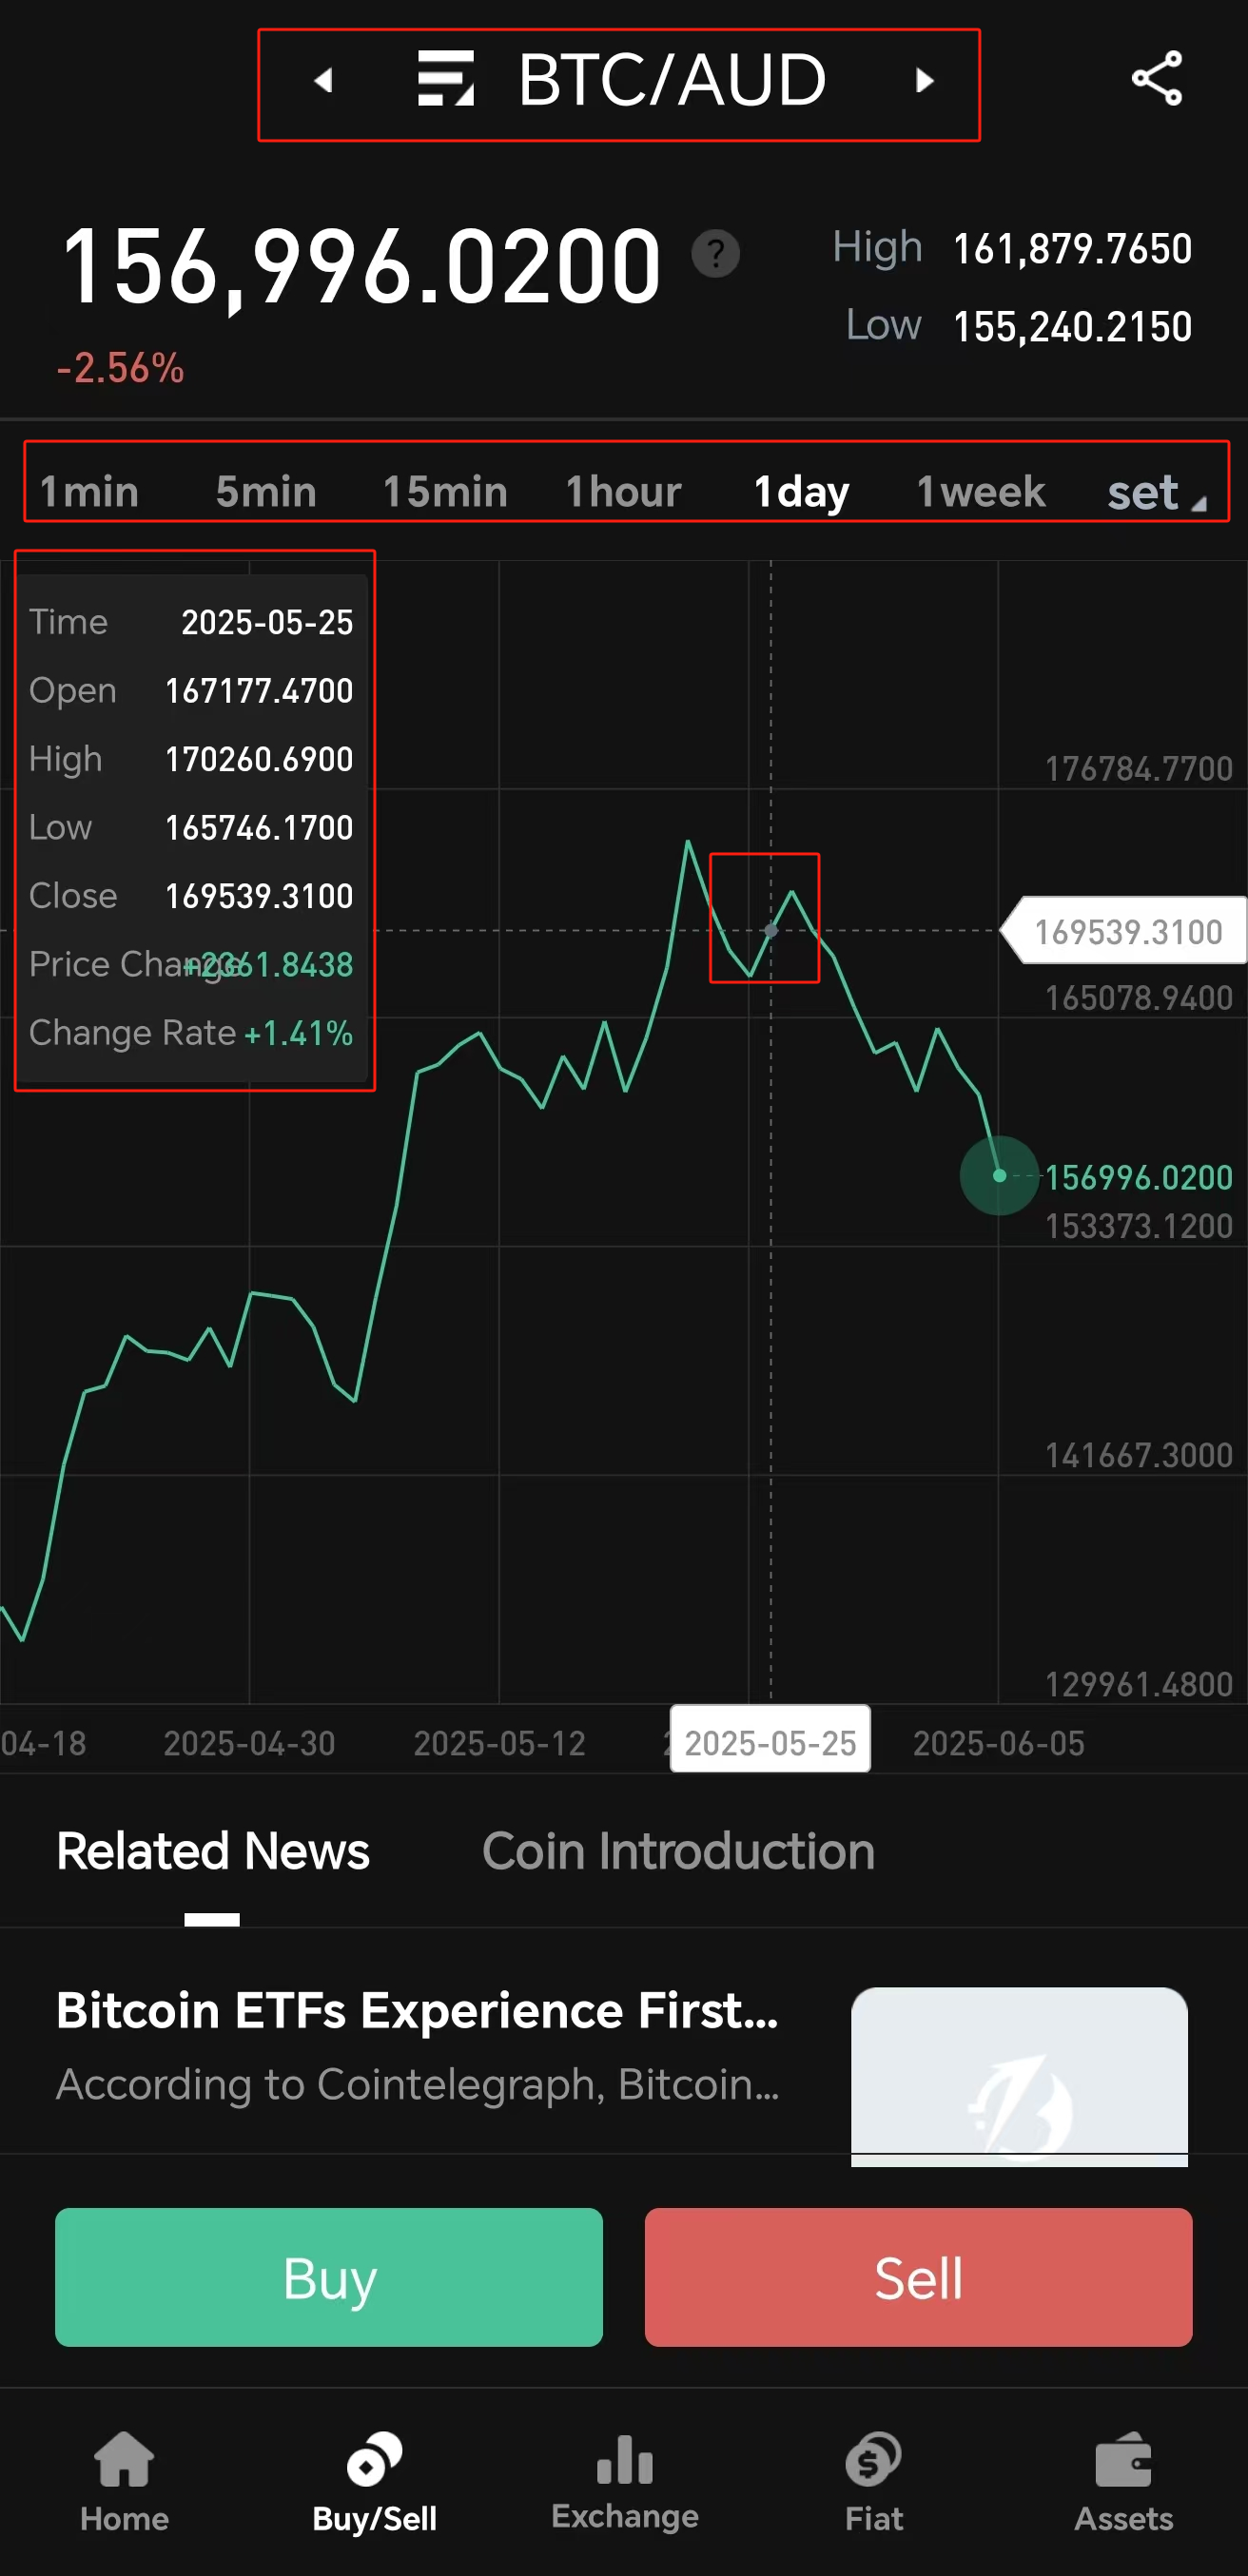 BTC/AUD
156,996.0200 ?
High 161,879.7650
Low 155,240.2150
-2.56%
1min 5min 15min 1hour 1day 1week set
Time 2025-05-25
Open 167177.4700
High 170260.6900
Low 165746.1700
Close 169539.3100
Price Change +2361.8438
Change Rate +1.41%
176784.7700
169539.3100
165078.9400
156996.0200
153373.1200
141667.3000
129961.4800
04-18 2025-04-30 2025-05-12 2025-05-25 2025-06-05
Related News Coin Introduction
Bitcoin ETFs Experience First...
According to Cointelegraph, Bitcoin...
Buy Sell
Home Buy/Sell Exchange Fiat Assets